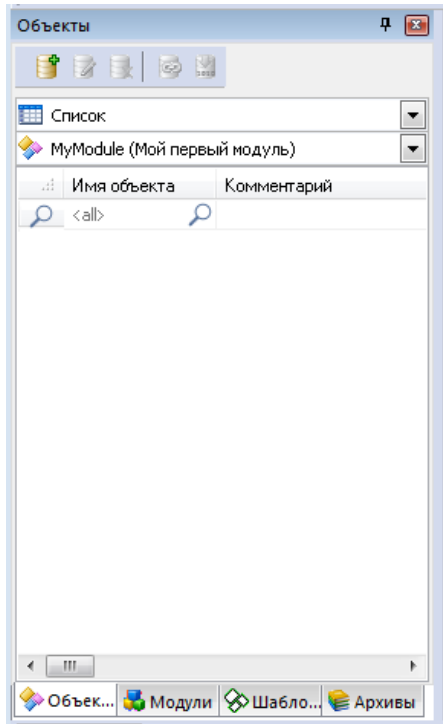 Объекты
Список
MyModule (Мой первый модуль)
Имя объекта Комментарий
<all>
Объек... Модули Шабло... Архивы